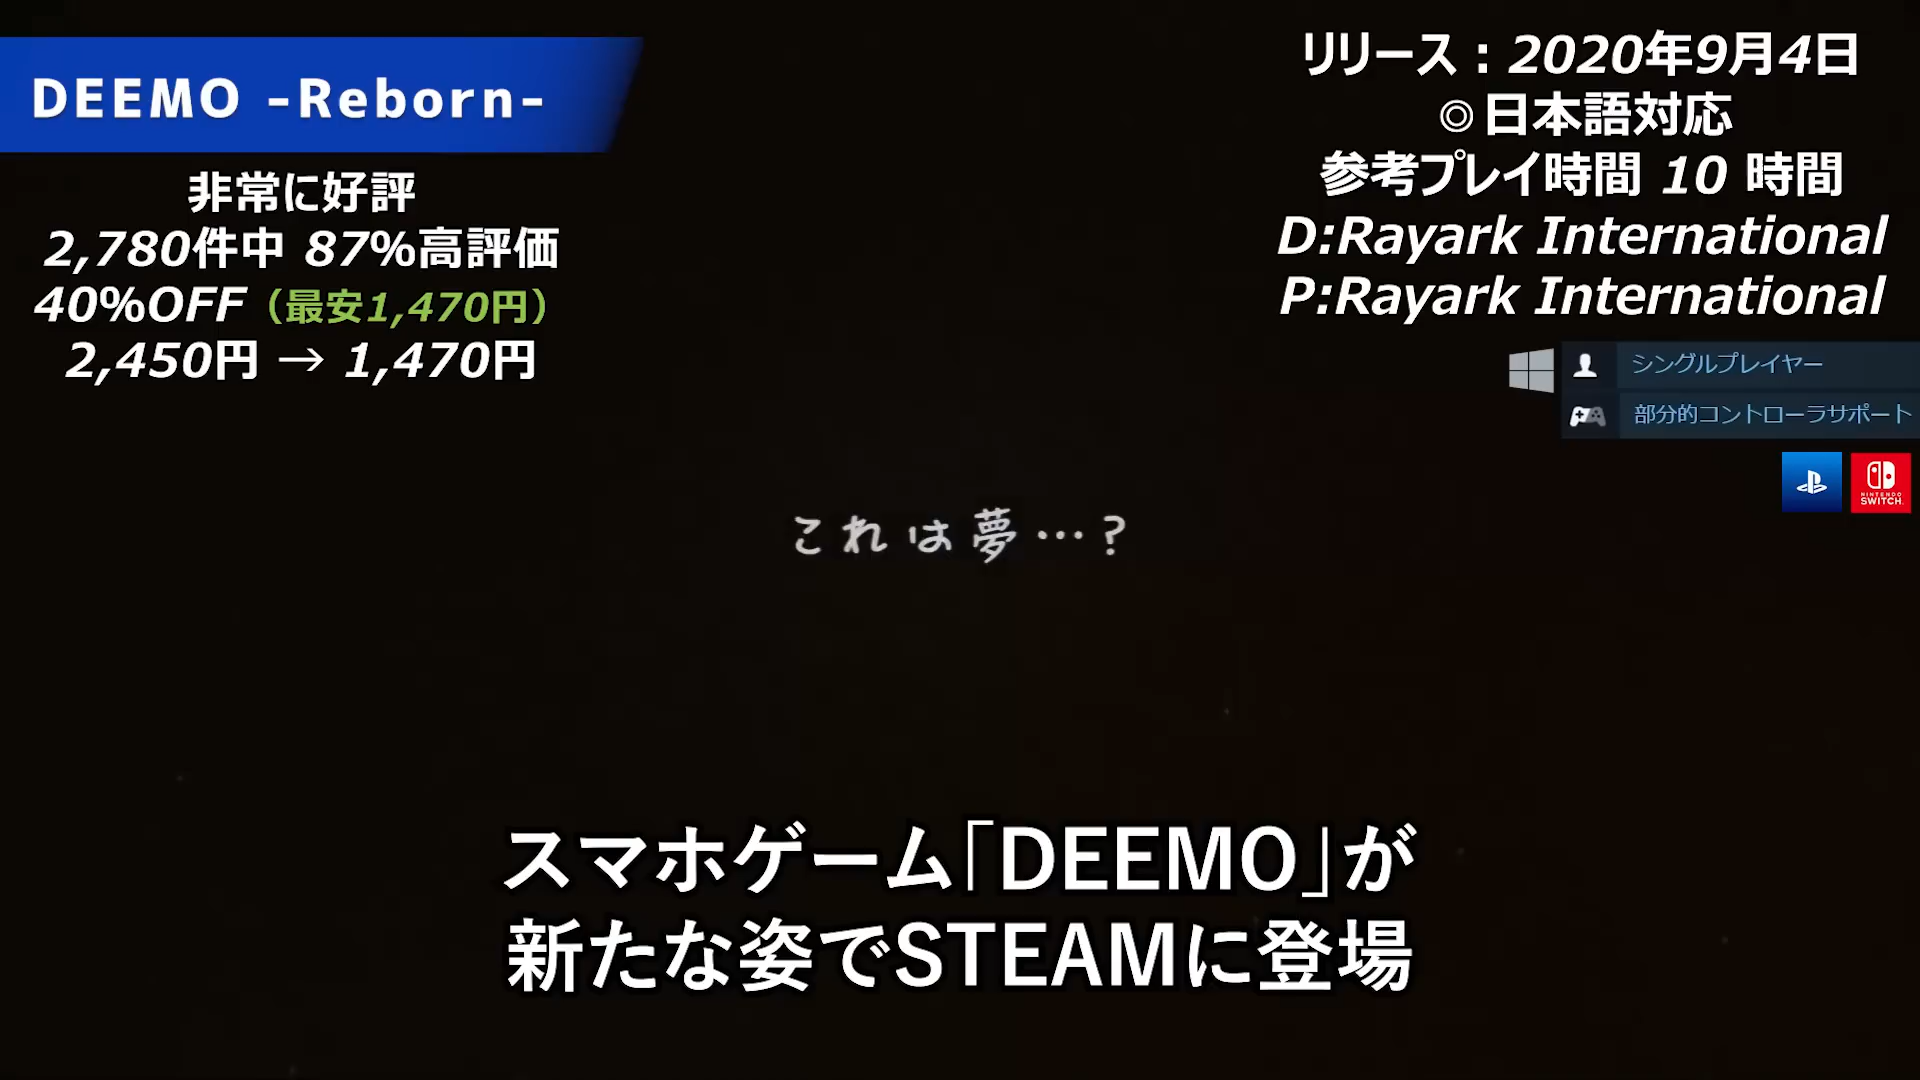 DEEMO -Reborn-
非常に好評
2,780件中 87%高評価
40%OFF（最安1,470円）
2,450円 → 1,470円
リリース：2020年9月4日
◎日本語対応
参考プレイ時間 10 時間
D:Rayark International
P:Rayark International
シングルプレイヤー
部分的コントローラサポート
NINTENDO
SWITCH
これは夢…?
スマホゲーム「DEEMO」が
新たな姿でSTEAMに登場